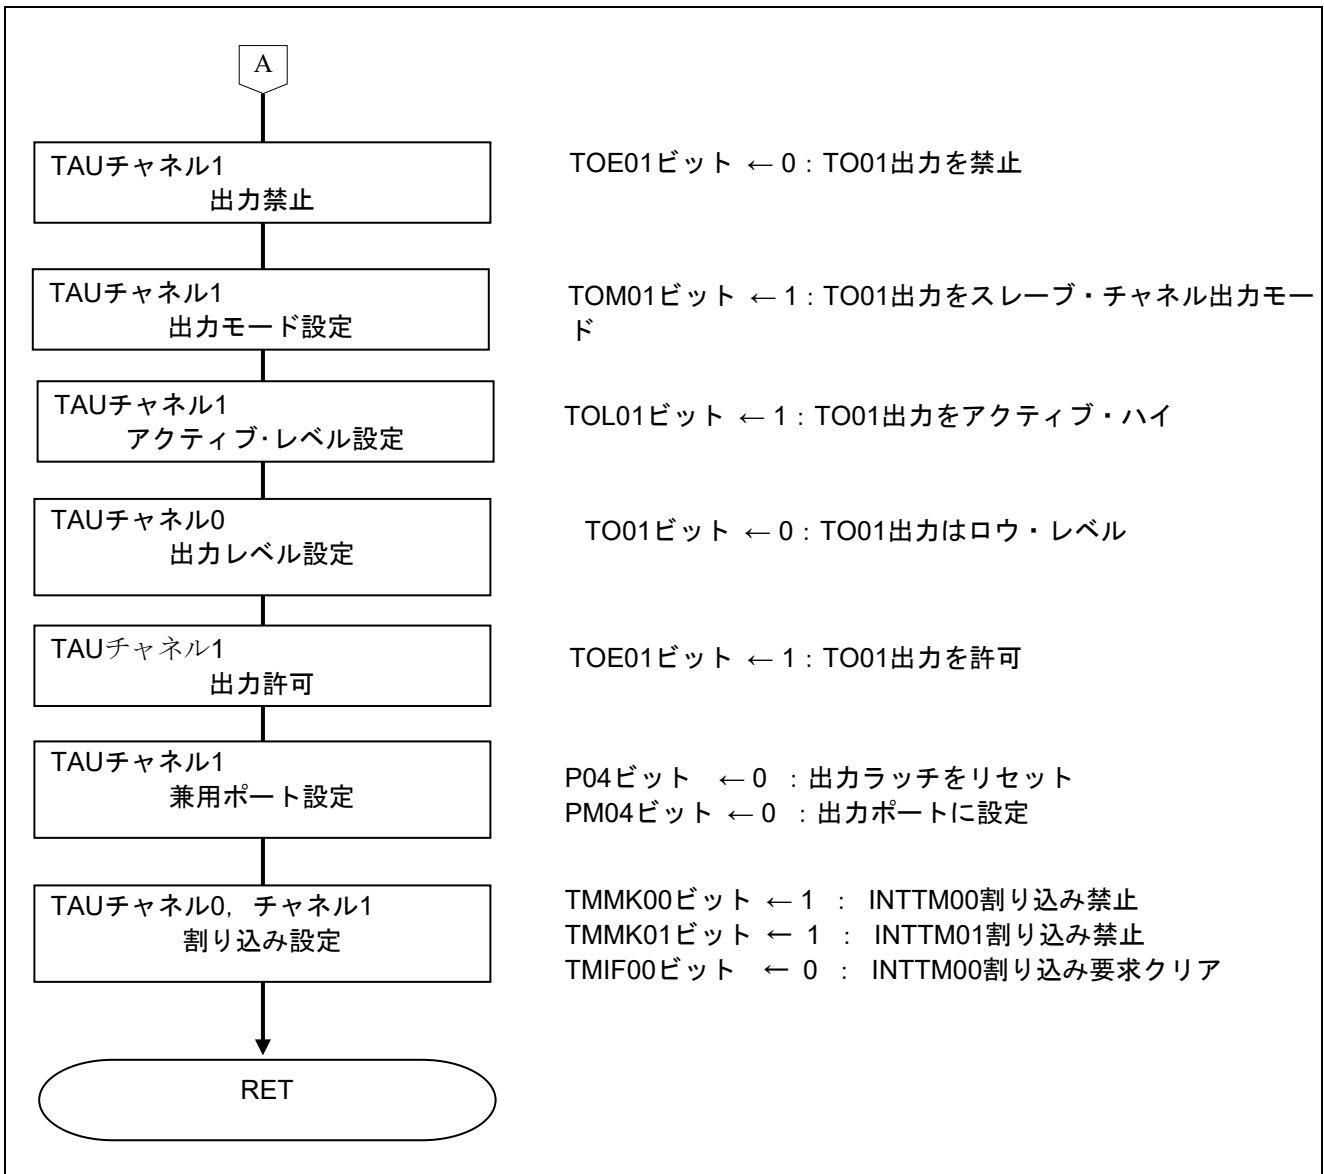 A
TAUチャネル1
出力禁止
TOE01ビット ← 0：TO01出力を禁止
TAUチャネル1
出力モード設定
TOM01ビット ← 1：TO01出力をスレーブ・チャネル出力モー
ド
TAUチャネル1
アクティブ･レベル設定
TOL01ビット ← 1：TO01出力をアクティブ・ハイ
TAUチャネル0
出力レベル設定
TO01ビット ← 0：TO01出力はロウ・レベル
TAUチャネル1
出力許可
TOE01ビット ← 1：TO01出力を許可
TAUチャネル1
兼用ポート設定
P04ビット ← 0 ：出力ラッチをリセット
PM04ビット ← 0 ：出力ポートに設定
TAUチャネル0，チャネル1
割り込み設定
TMMK00ビット ← 1 ： INTTM00割り込み禁止
TMMK01ビット ← 1 ： INTTM01割り込み禁止
TMIF00ビット ← 0 ： INTTM00割り込み要求クリア
RET